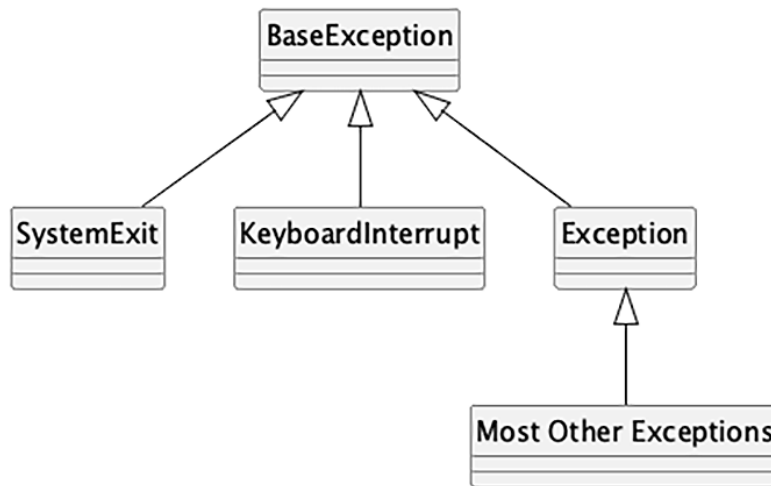 BaseException
SystemExit
KeyboardInterrupt
Exception
Most Other Exceptions